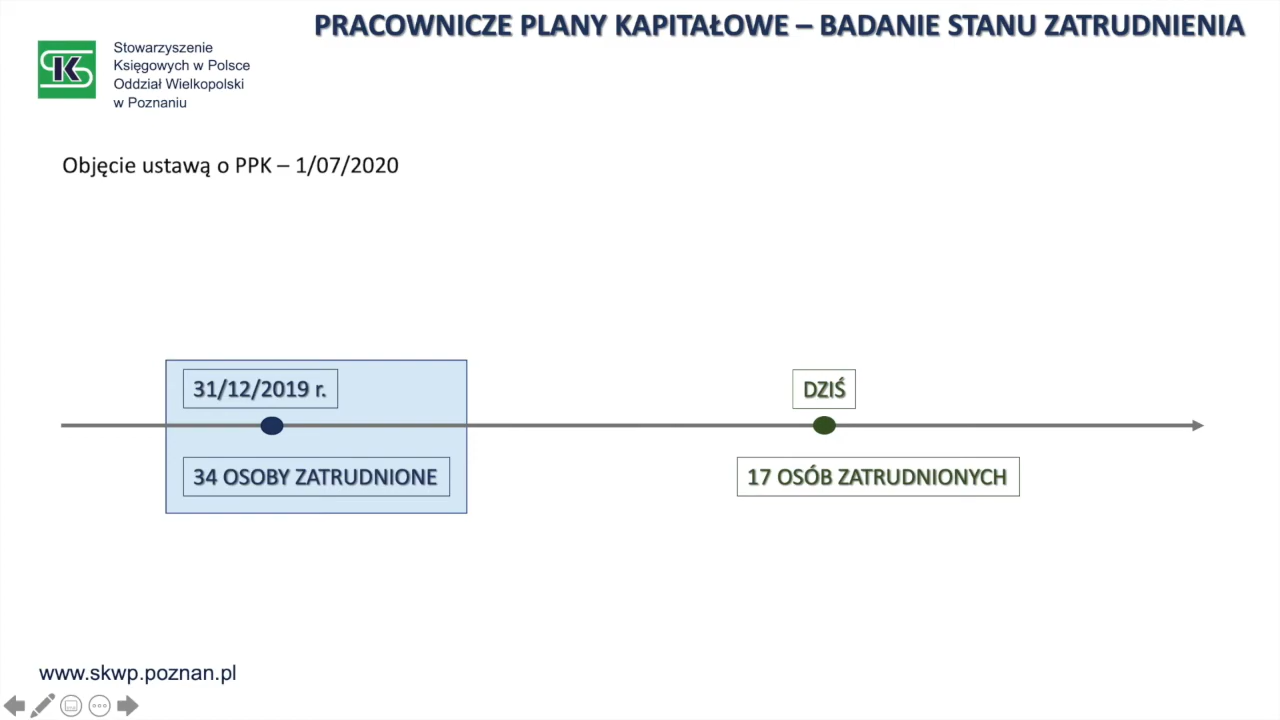 PRACOWNICZE PLANY KAPITAŁOWE – BADANIE STANU ZATRUDNIENIA
Stowarzyszenie
Księgowych w Polsce
Oddział Wielkopolski
w Poznaniu
Objęcie ustawą o PPK – 1/07/2020
31/12/2019 r.
DZIŚ
34 OSOBY ZATRUDNIONE
17 OSÓB ZATRUDNIONYCH
www.skwp.poznan.pl